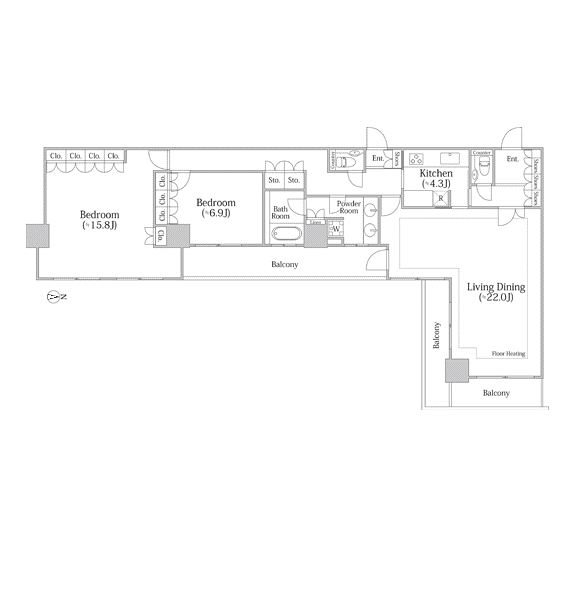 Clo. Clo. Clo. Clo.
Bedroom
(≒15.8J)
Clo.
Clo.
Clo.
Clo.
Bedroom
(≒6.9J)
Sto. Sto.
Bath
Room
Powder
Room
Linen
W
Counter
Ent.
Shoes
Kitchen
(≒4.3J)
R
Counter
Ent.
Shoes
Shoes
Shoes
Balcony
Living Dining
(≒22.0J)
Floor Heating
Balcony
Balcony
N